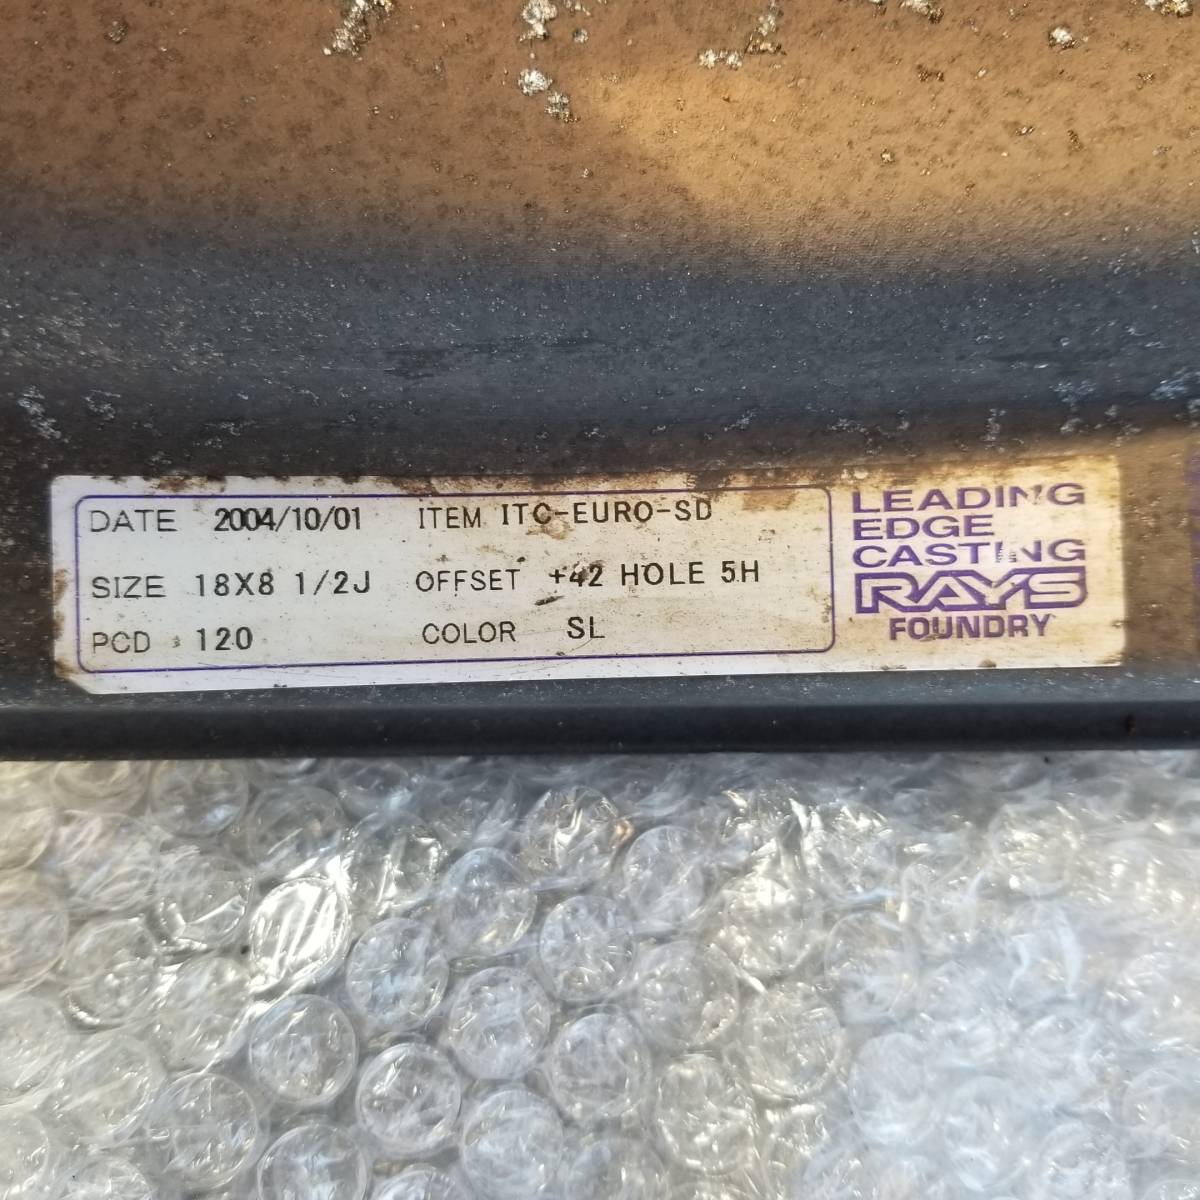 DATE 2004/10/01 ITEM ITC-EURO-SD
SIZE 18X8 1/2J OFFSET +42 HOLE 5H
PCD 120 COLOR SL
LEADING
EDGE
CASTING
RAYS
FOUNDRY